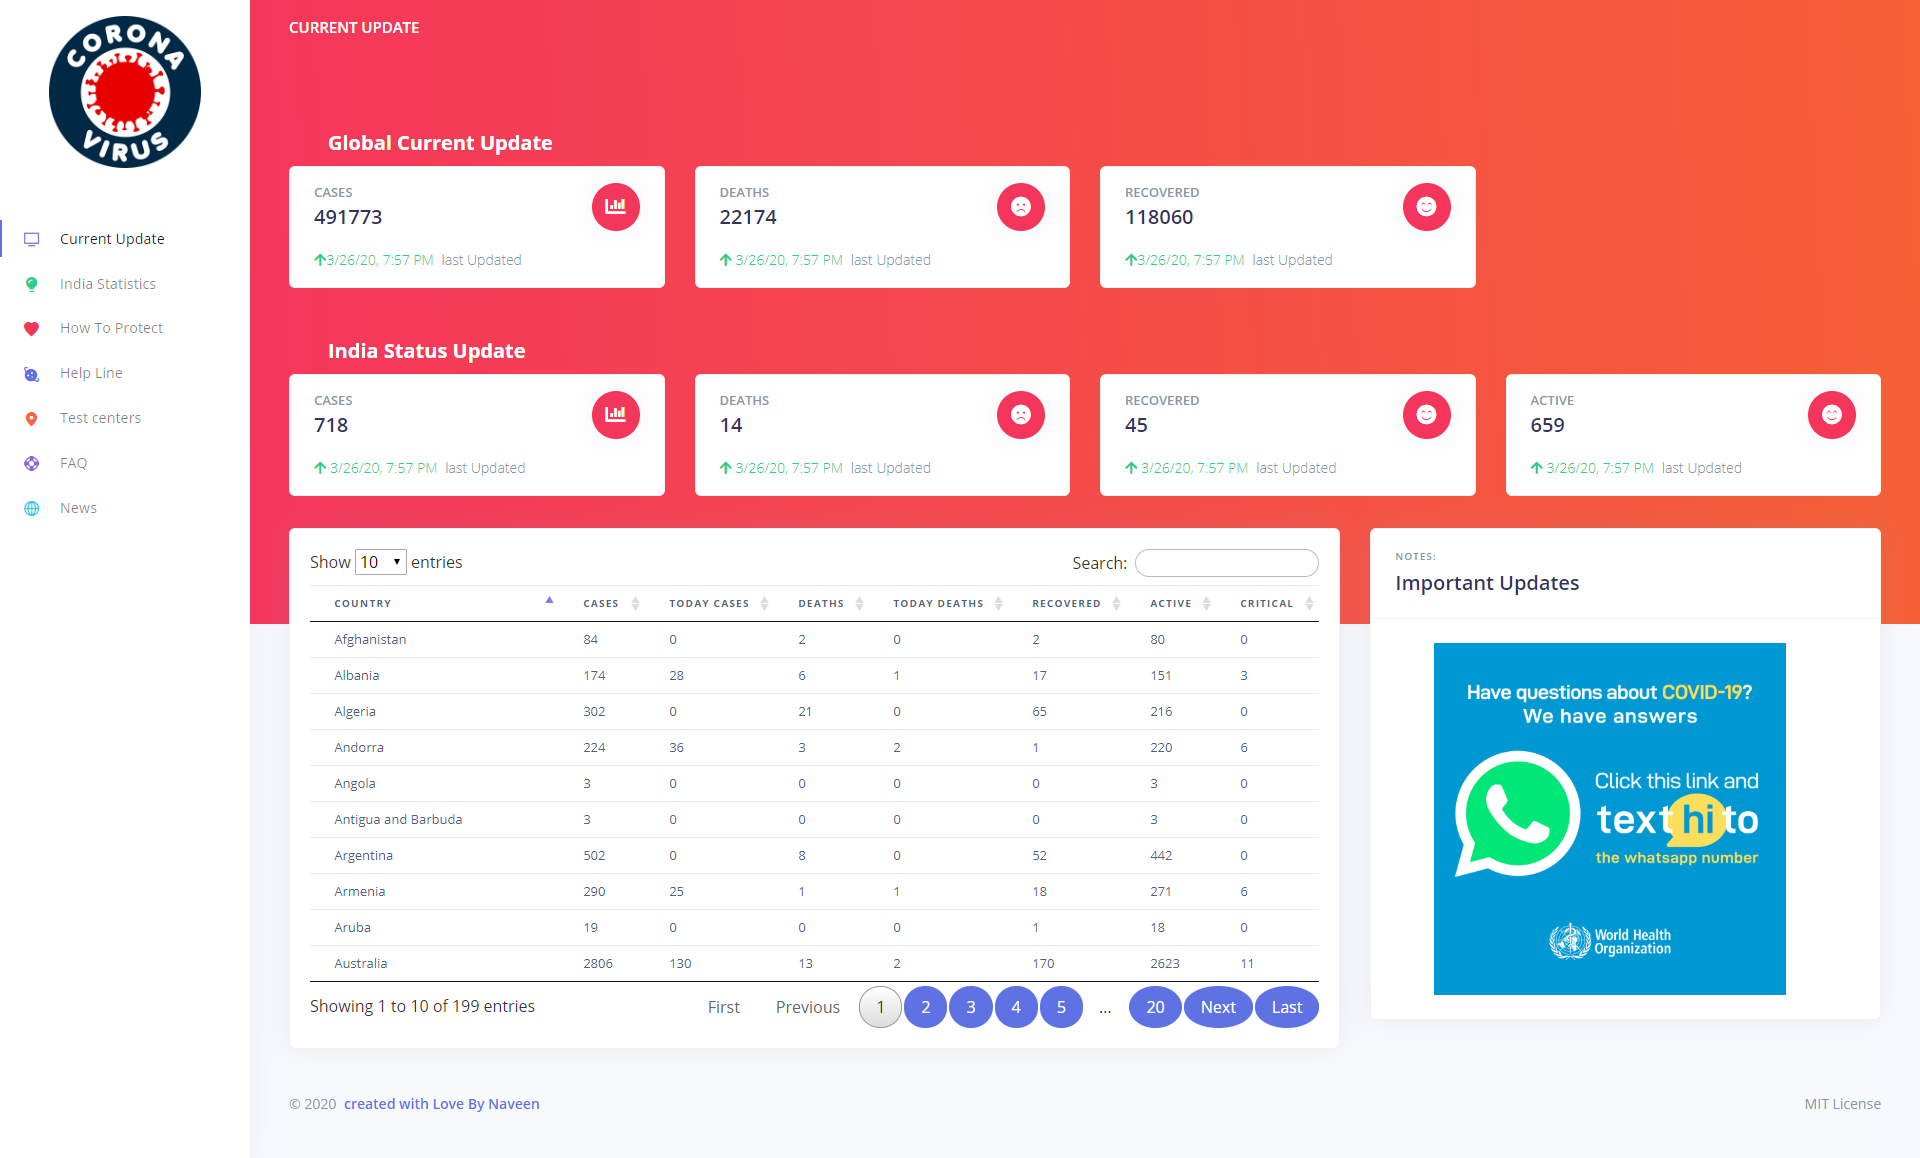 CORONA
VIRUS
Current Update
India Statistics
How To Protect
Help Line
Test centers
FAQ
News
CURRENT UPDATE
Global Current Update
CASES
491773
3/26/20, 7:57 PM last Updated
DEATHS
22174
3/26/20, 7:57 PM last Updated
RECOVERED
118060
3/26/20, 7:57 PM last Updated
India Status Update
CASES
718
3/26/20, 7:57 PM last Updated
DEATHS
14
3/26/20, 7:57 PM last Updated
RECOVERED
45
3/26/20, 7:57 PM last Updated
ACTIVE
659
3/26/20, 7:57 PM last Updated
Show 10 entries
Search:
COUNTRY CASES TODAY CASES DEATHS TODAY DEATHS RECOVERED ACTIVE CRITICAL
Afghanistan 84 0 2 0 2 80 0
Albania 174 28 6 1 17 151 3
Algeria 302 0 21 0 65 216 0
Andorra 224 36 3 2 1 220 6
Angola 3 0 0 0 0 3 0
Antigua and Barbuda 3 0 0 0 0 3 0
Argentina 502 0 8 0 52 442 0
Armenia 290 25 1 1 18 271 6
Aruba 19 0 0 0 1 18 0
Australia 2806 130 13 2 170 2623 11
Showing 1 to 10 of 199 entries
First Previous 1 2 3 4 5 ... 20 Next Last
NOTES:
Important Updates
Have questions about COVID-19?
We have answers
Click this link and
text hi to
the whatsapp number
World Health
Organization
© 2020 created with Love By Naveen
MIT License